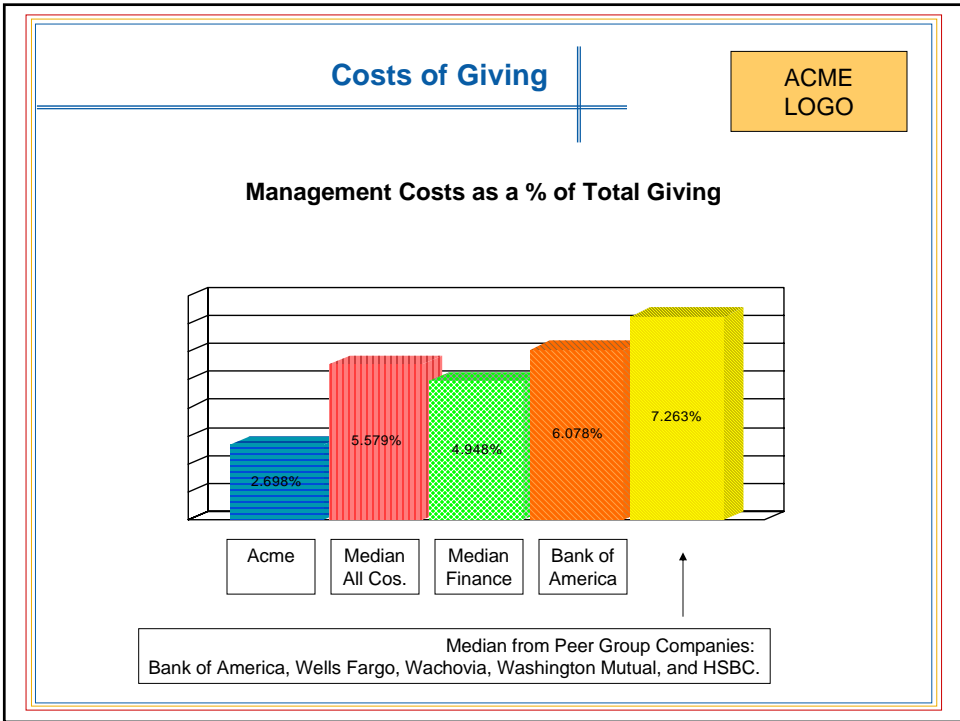 Costs of Giving
ACME
LOGO
Management Costs as a % of Total Giving
2.698%
5.579%
4.948%
6.078%
7.263%
Acme
Median
All Cos.
Median
Finance
Bank of
America
Median from Peer Group Companies:
Bank of America, Wells Fargo, Wachovia, Washington Mutual, and HSBC.